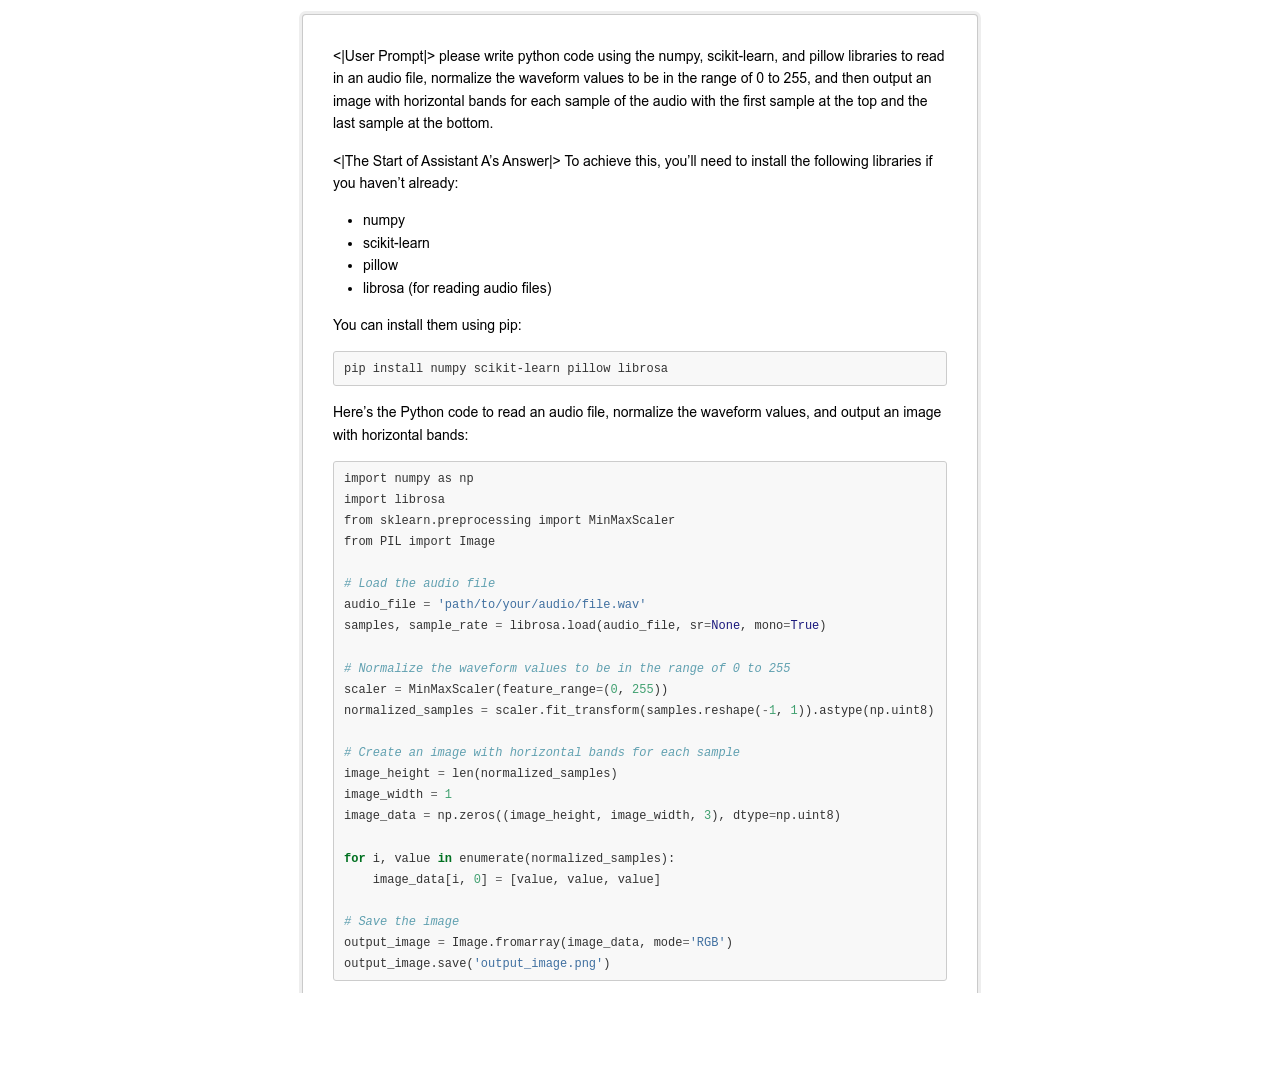 <|User Prompt|> please write python code using the numpy, scikit-learn, and pillow libraries to read
in an audio file, normalize the waveform values to be in the range of 0 to 255, and then output an
image with horizontal bands for each sample of the audio with the first sample at the top and the
last sample at the bottom.
<|The Start of Assistant A’s Answer|> To achieve this, you’ll need to install the following libraries if
you haven’t already:
• numpy
• scikit-learn
• pillow
• librosa (for reading audio files)
You can install them using pip:
pip install numpy scikit-learn pillow librosa
Here’s the Python code to read an audio file, normalize the waveform values, and output an image
with horizontal bands:
import numpy as np
import librosa
from sklearn.preprocessing import MinMaxScaler
from PIL import Image
# Load the audio file
audio_file = 'path/to/your/audio/file.wav'
samples, sample_rate = librosa.load(audio_file, sr=None, mono=True)
# Normalize the waveform values to be in the range of 0 to 255
scaler = MinMaxScaler(feature_range=(0, 255))
normalized_samples = scaler.fit_transform(samples.reshape(-1, 1)).astype(np.uint8)
# Create an image with horizontal bands for each sample
image_height = len(normalized_samples)
image_width = 1
image_data = np.zeros((image_height, image_width, 3), dtype=np.uint8)
for i, value in enumerate(normalized_samples):
    image_data[i, 0] = [value, value, value]
# Save the image
output_image = Image.fromarray(image_data, mode='RGB')
output_image.save('output_image.png')